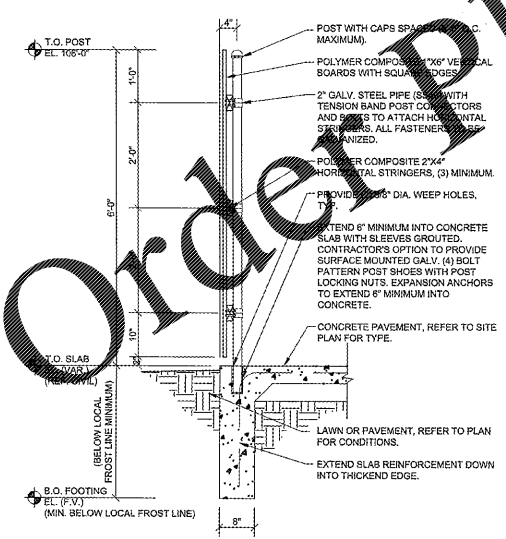 4"
T.O. POST
EL. 106'-0"
POST WITH CAPS SPACED O.C.
MAXIMUM).
POLYMER COMPOSITE 1"X6" VERTICAL
BOARDS WITH SQUARE EDGES
1'-0"
2" GALV. STEEL PIPE WITH
TENSION BAND POST CONNECTORS
AND BOLTS TO ATTACH HORIZONTAL
STRINGERS. ALL FASTENERS TO BE
GALVANIZED.
2'-0"
POLYMER COMPOSITE 2"X4"
HORIZONTAL STRINGERS, (3) MINIMUM.
6'-0"
PROVIDE DIA. WEEP HOLES,
TYP.
EXTEND 6" MINIMUM INTO CONCRETE
SLAB WITH SLEEVES GROUTED.
CONTRACTOR'S OPTION TO PROVIDE
SURFACE MOUNTED GALV. (4) BOLT
PATTERN POST SHOES WITH POST
LOCKING NUTS. EXPANSION ANCHORS
TO EXTEND 6" MINIMUM INTO
CONCRETE.
10"
CONCRETE PAVEMENT, REFER TO SITE
PLAN FOR TYPE.
T.O. SLAB
(VAR.)
(BELOW LOCAL
FROST LINE MINIMUM)
LAWN OR PAVEMENT, REFER TO PLAN
FOR CONDITIONS.
EXTEND SLAB REINFORCEMENT DOWN
INTO THICKEND EDGE.
B.O. FOOTING
EL. (F.V.)
(MIN. BELOW LOCAL FROST LINE)
8"
Order P